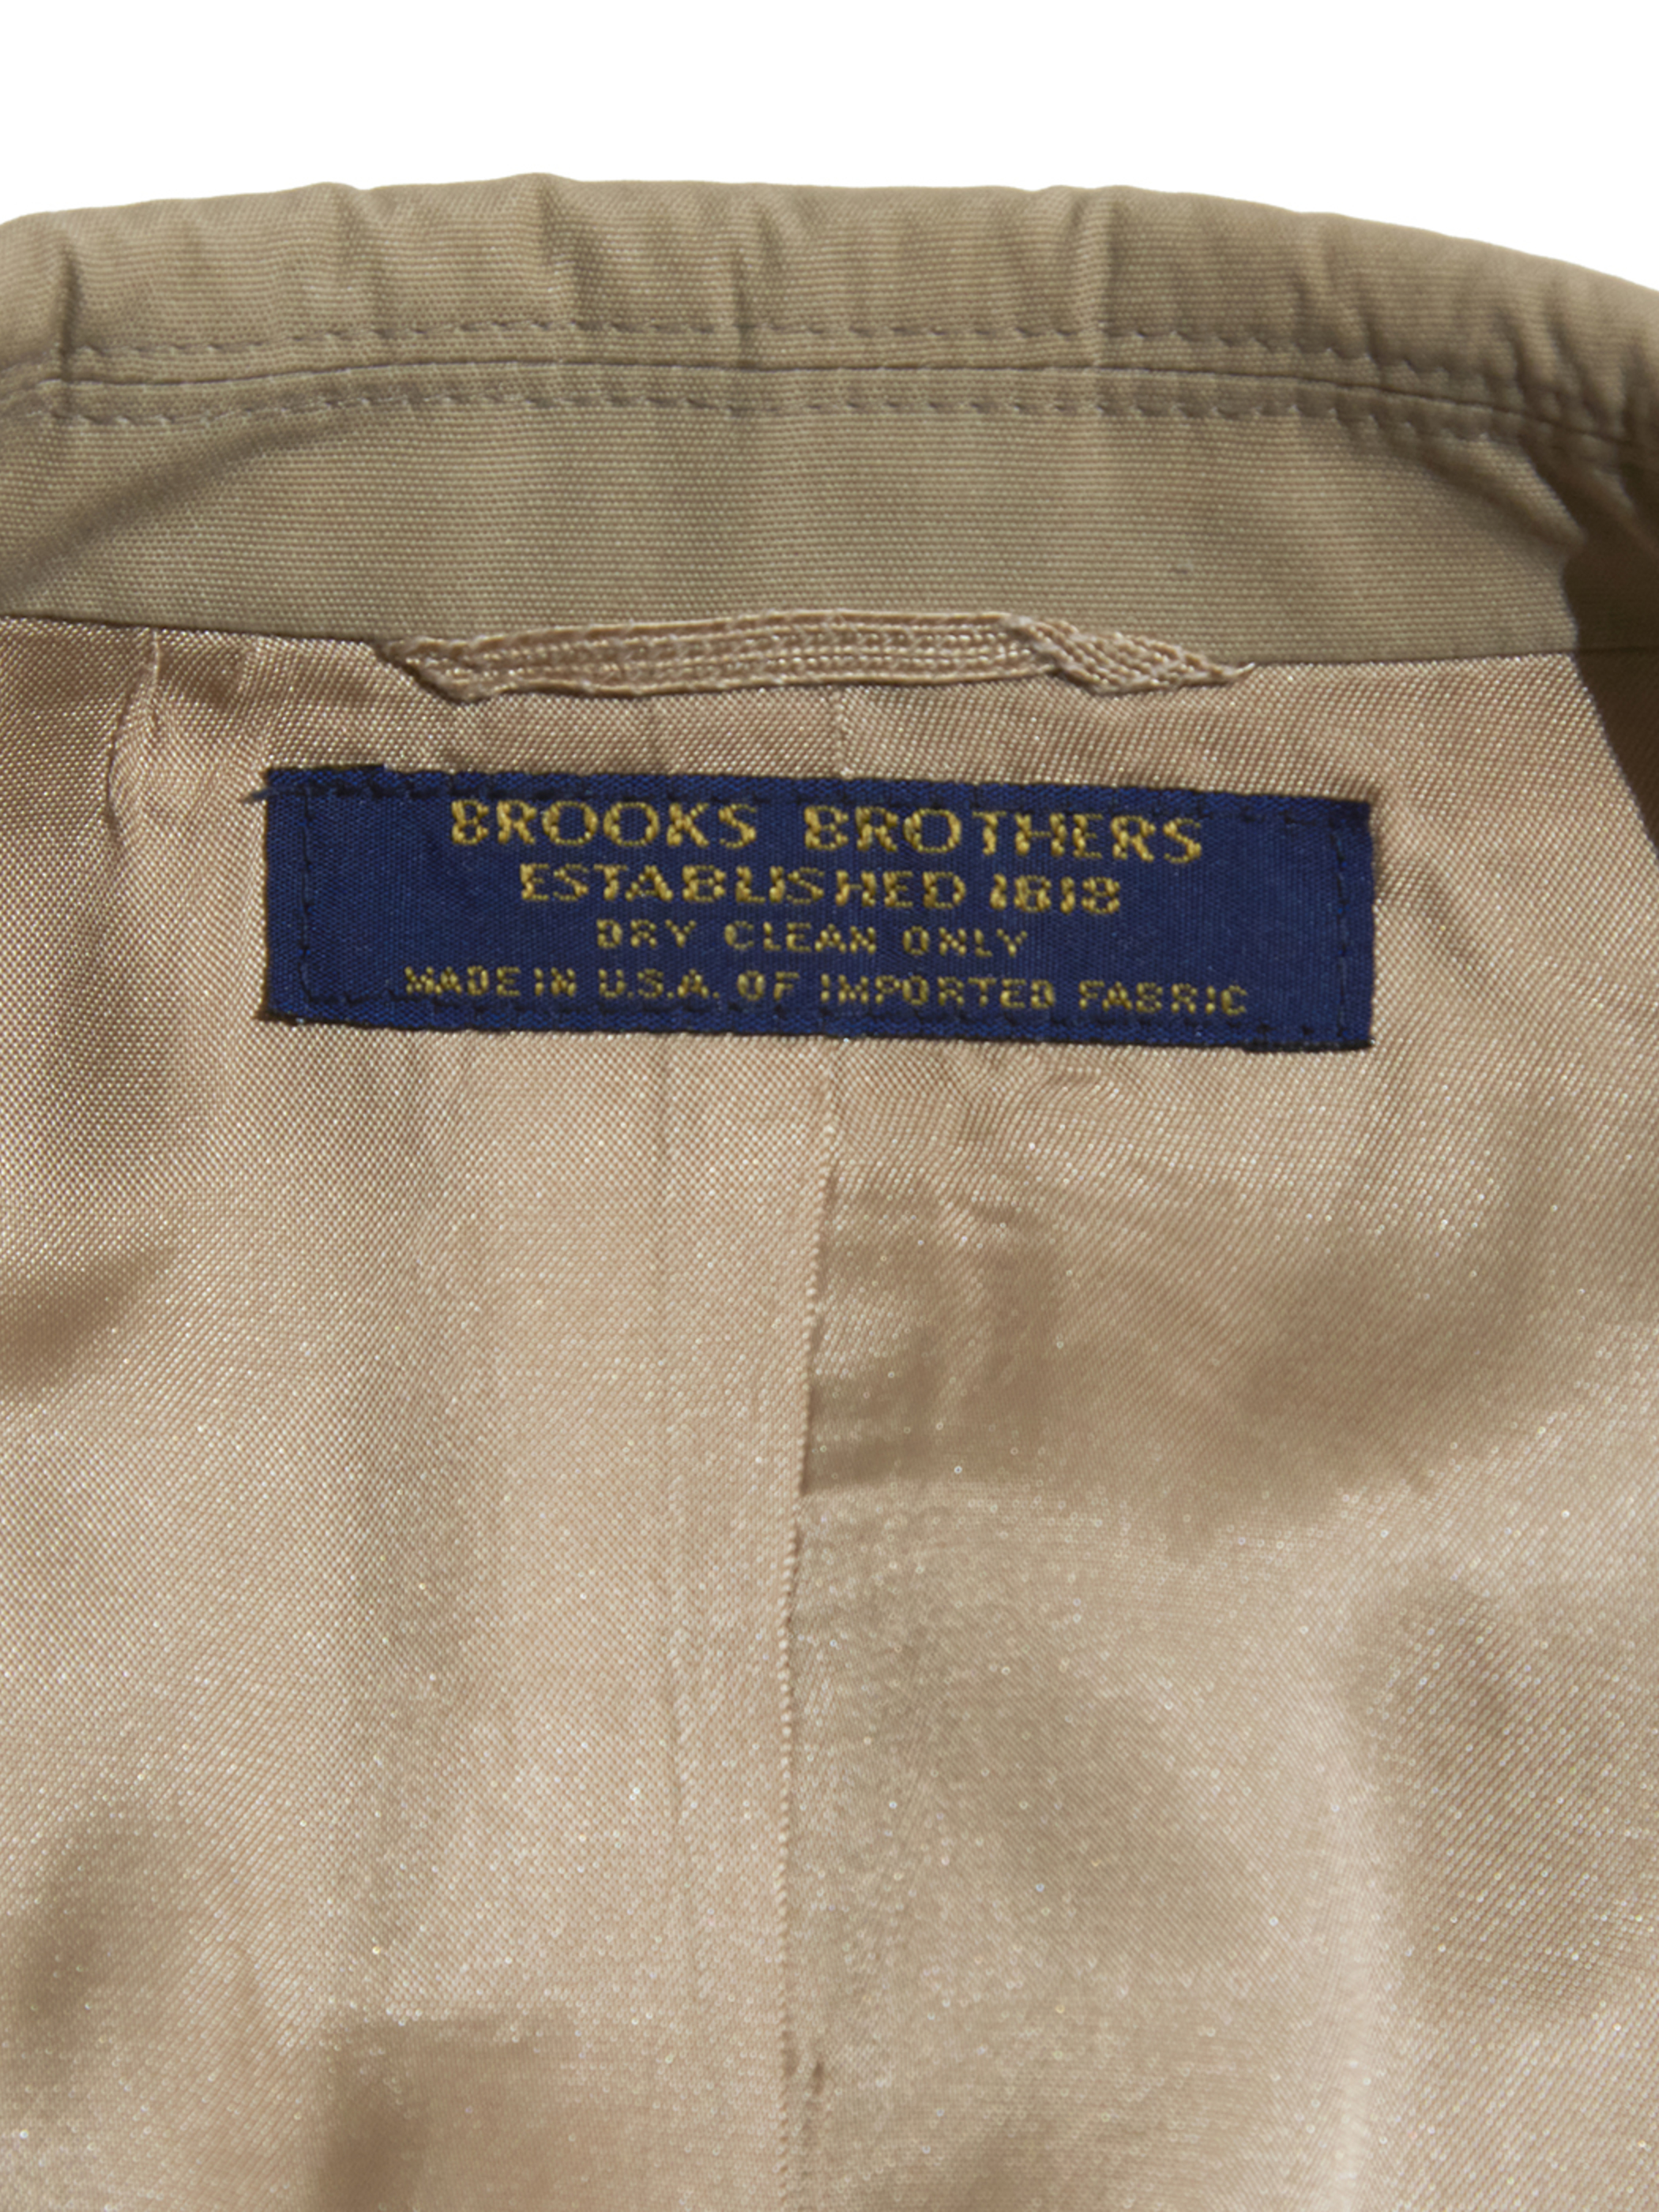 BROOKS BROTHERS
ESTABLISHED 1818
DRY CLEAN ONLY
MADE IN U.S.A. OF IMPORTED FABRIC